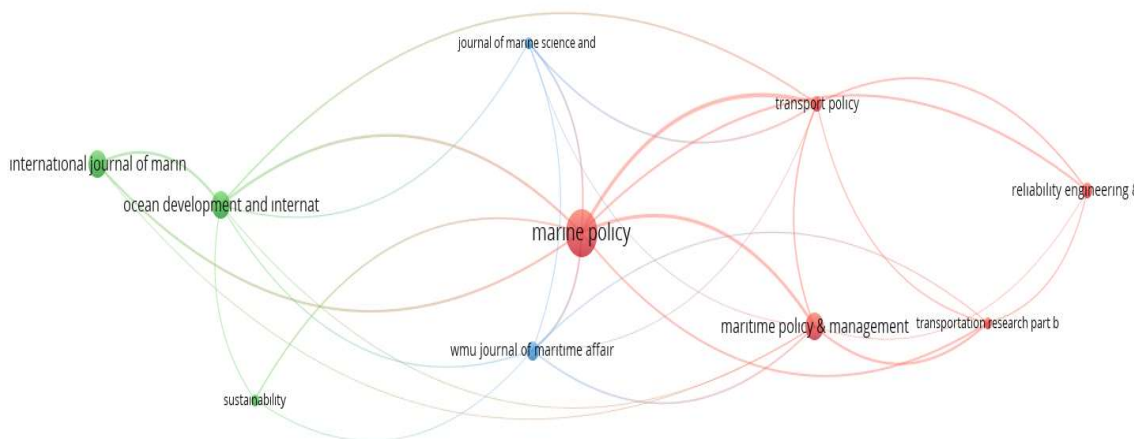 journal of marine science and
transport policy
international journal of marin
reliability engineering &
ocean development and internat
marine policy
maritime policy & management
transportation research part b
wmu journal of maritime affair
sustainability